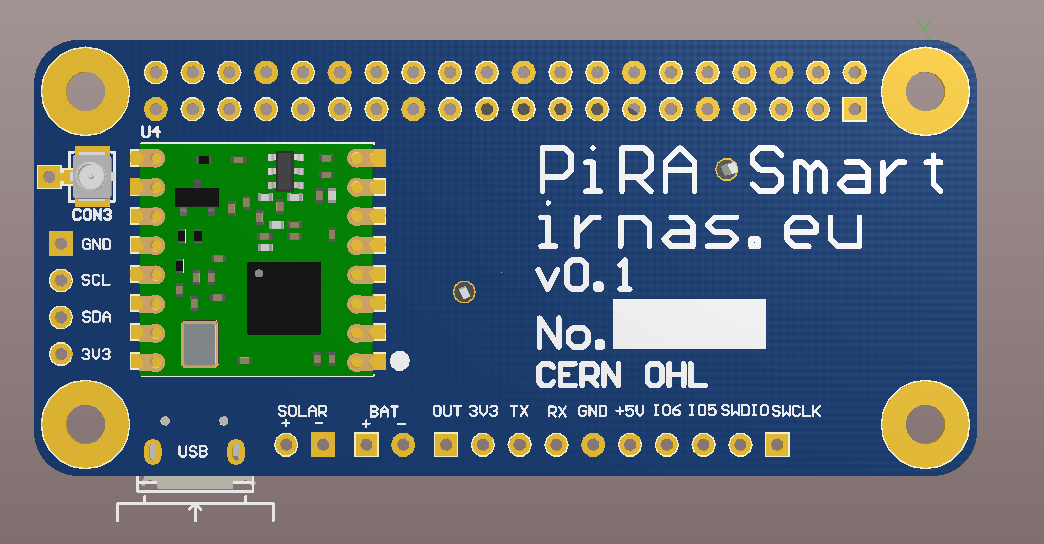 Y
U4
PiRA Smart
irnas.eu
v0.1
No.
CERN OHL
CON3
GND
SCL
SDA
3V3
SOLAR
+ -
BAT
+ -
OUT 3V3 TX RX GND +5V IO6 IO5 SWDIO SWCLK
USB